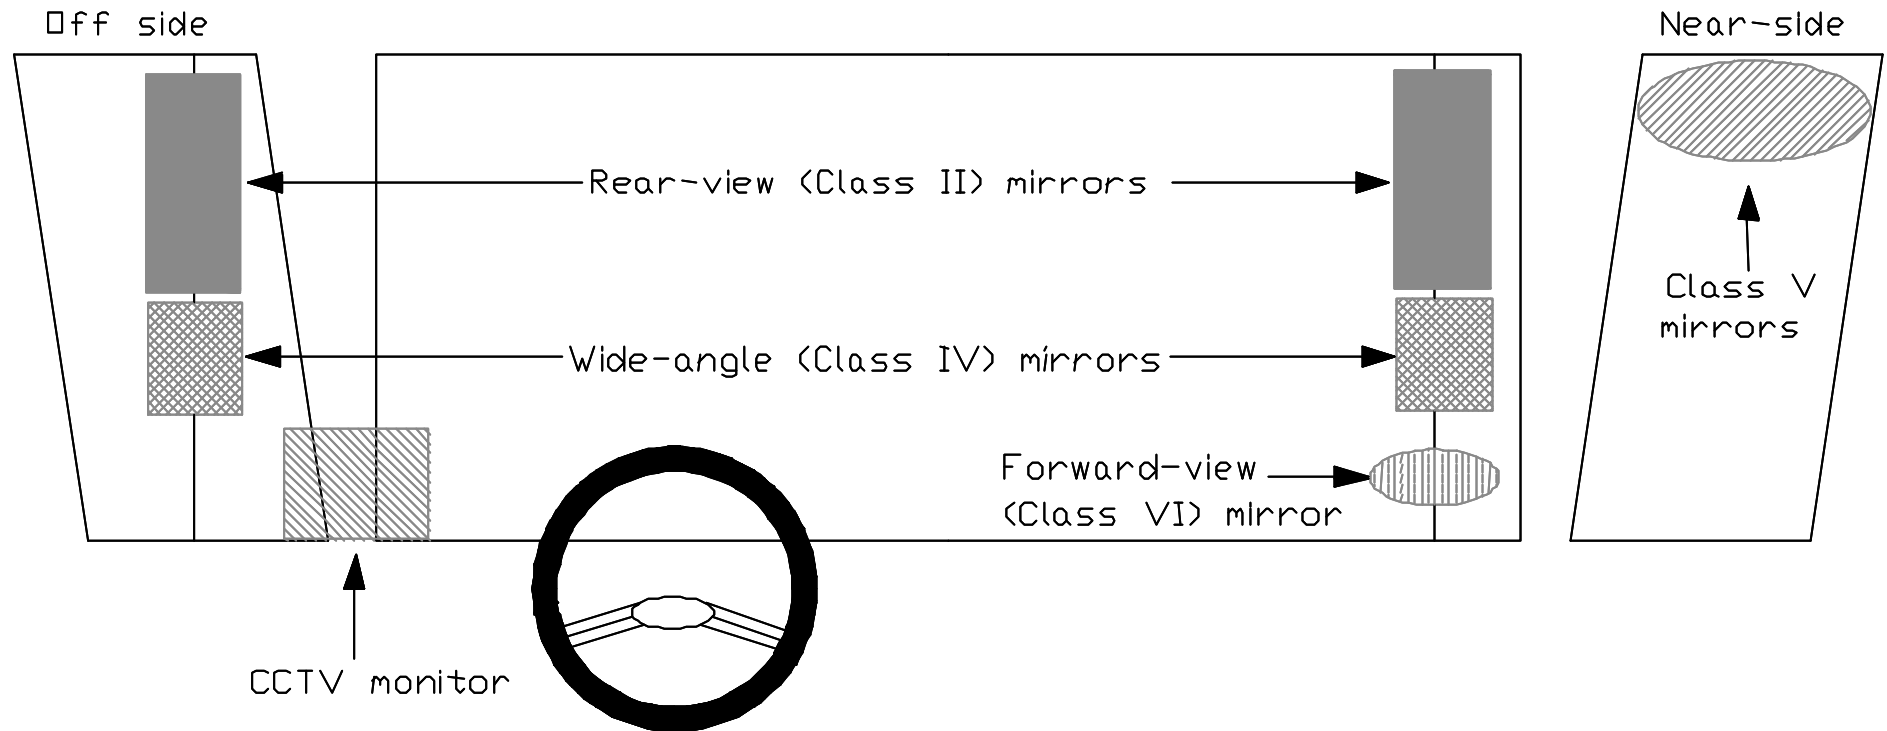 Off side
Near-side
Rear-view (Class II) mirrors
Class V
mirrors
Wide-angle (Class IV) mirrors
Forward-view
(Class VI) mirror
CCTV monitor